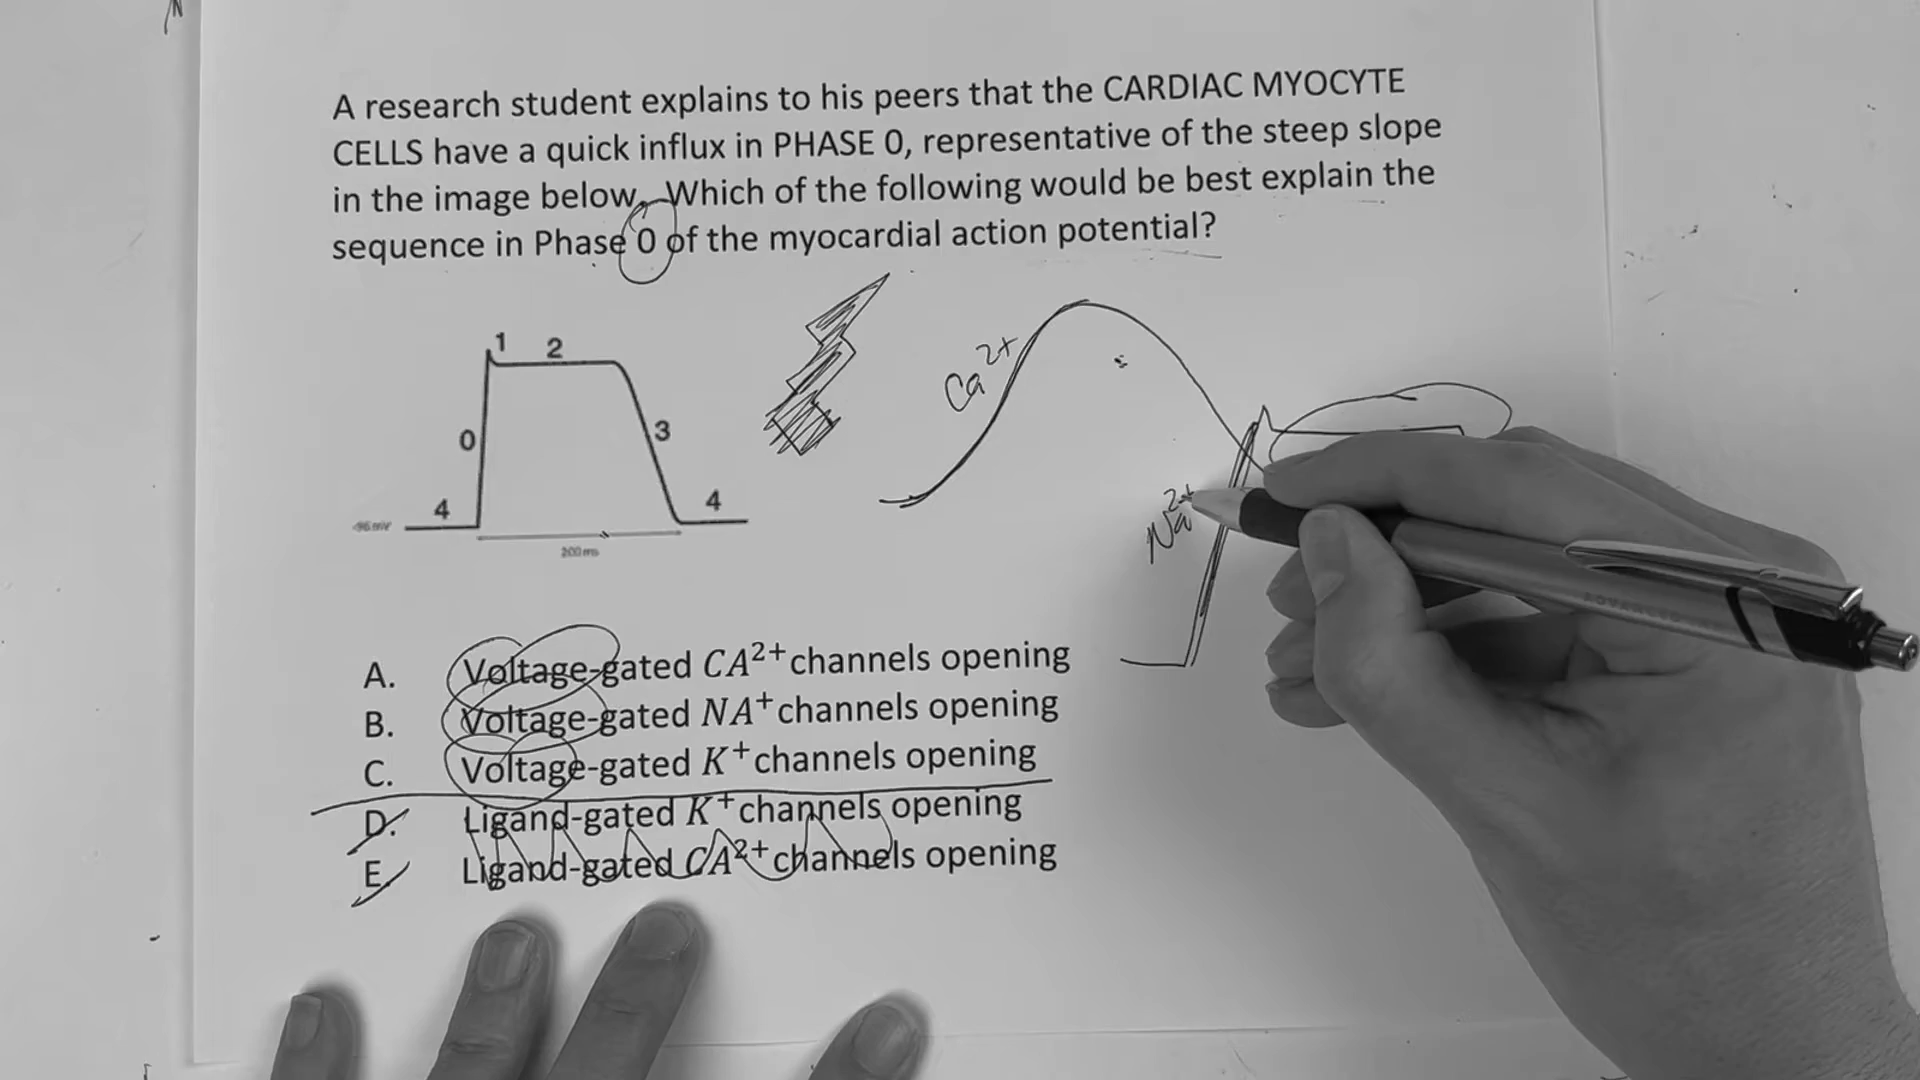 A research student explains to his peers that the CARDIAC MYOCYTE
CELLS have a quick influx in PHASE 0, representative of the steep slope
in the image below. Which of the following would be best explain the
sequence in Phase 0 of the myocardial action potential?
1
2
0
3
4
4
-96mV
200ms
Ca²⁺
Na²⁺
A. Voltage-gated CA²⁺ channels opening
B. Voltage-gated NA⁺ channels opening
C. Voltage-gated K⁺ channels opening
D. Ligand-gated K⁺ channels opening
E. Ligand-gated CA²⁺ channels opening